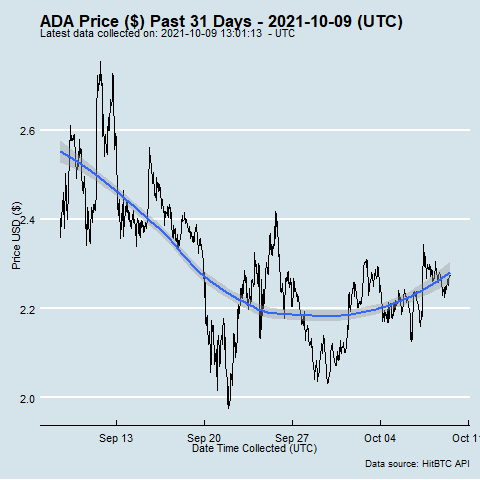 ADA Price ($) Past 31 Days - 2021-10-09 (UTC)
Latest data collected on: 2021-10-09 13:01:13 - UTC
Price USD ($)
2.6
2.4
2.2
2.0
Sep 13 Sep 20 Sep 27 Oct 04 Oct 11
Date Time Collected (UTC)
Data source: HitBTC API